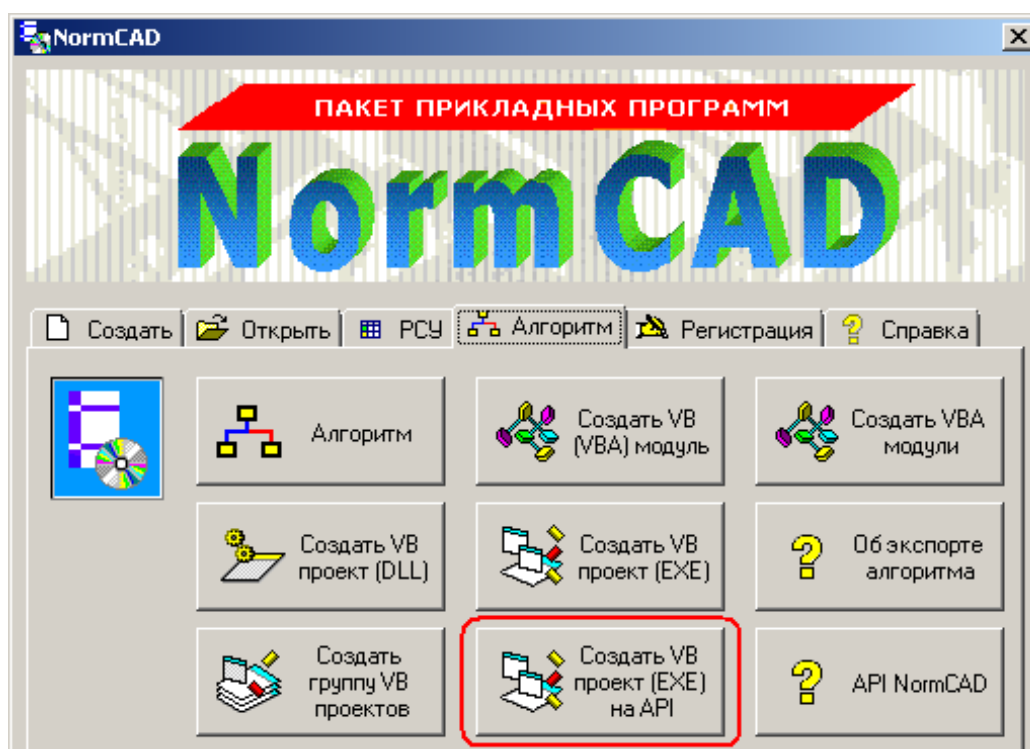 NormCAD
ПАКЕТ ПРИКЛАДНЫХ ПРОГРАММ
NormCAD
Создать Открыть РСУ Алгоритм Регистрация Справка
Алгоритм
Создать VB
(VBA) модуль
Создать VBA
модули
Создать VB
проект (DLL)
Создать VB
проект (EXE)
Об экспорте
алгоритма
Создать
группу VB
проектов
Создать VB
проект (EXE)
на API
API NormCAD